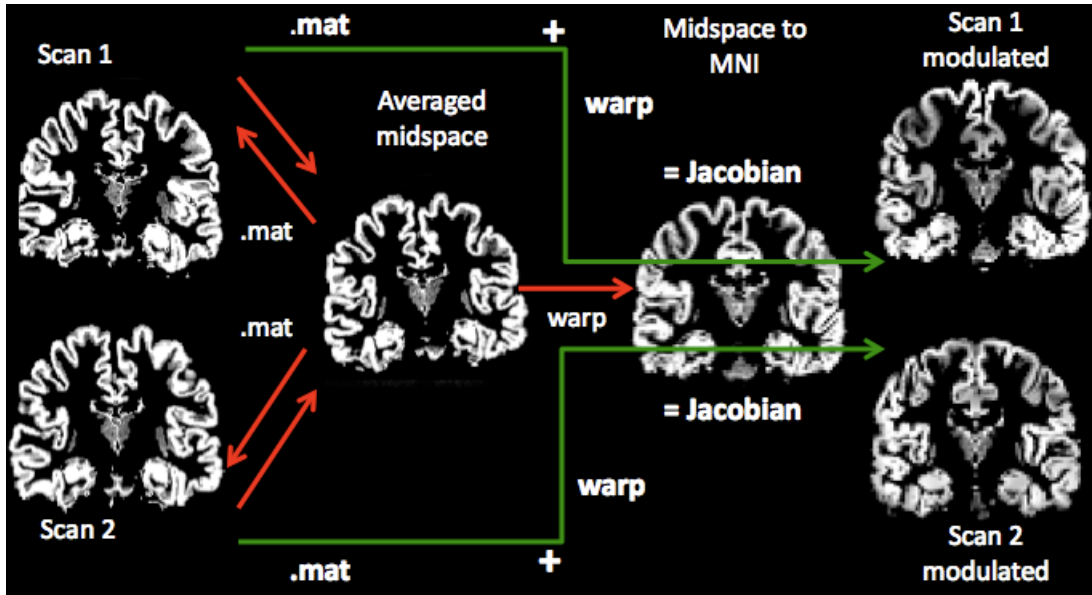 .mat
+
Scan 1
Midspace to
MNI
Scan 1
modulated
Averaged
midspace
warp
= Jacobian
.mat
.mat
warp
= Jacobian
warp
Scan 2
.mat
+
Scan 2
modulated